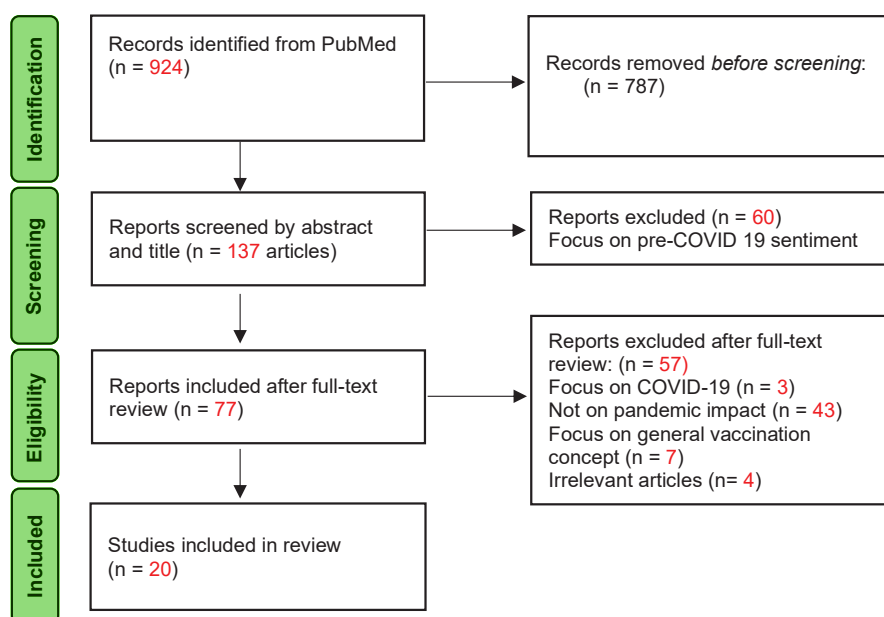 Identification
Records identified from PubMed
(n = 924)
Records removed before screening:
(n = 787)
Screening
Reports screened by abstract
and title (n = 137 articles)
Reports excluded (n = 60)
Focus on pre-COVID 19 sentiment
Eligibility
Reports included after full-text
review (n = 77)
Reports excluded after full-text
review: (n = 57)
Focus on COVID-19 (n = 3)
Not on pandemic impact (n = 43)
Focus on general vaccination
concept (n = 7)
Irrelevant articles (n= 4)
Included
Studies included in review
(n = 20)